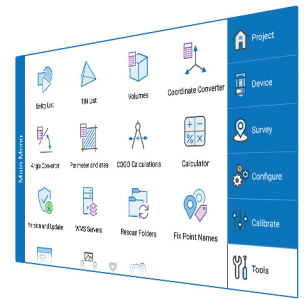 Main Menu
Entity List
TIN List
Volumes
Coordinate Converter
Angle Converter
Perimeter and area
COGO Calculations
Calculator
Version and Update
WMS Servers
Rescan Folders
Fix Point Names
Project
Device
Survey
Configure
Calibrate
Tools